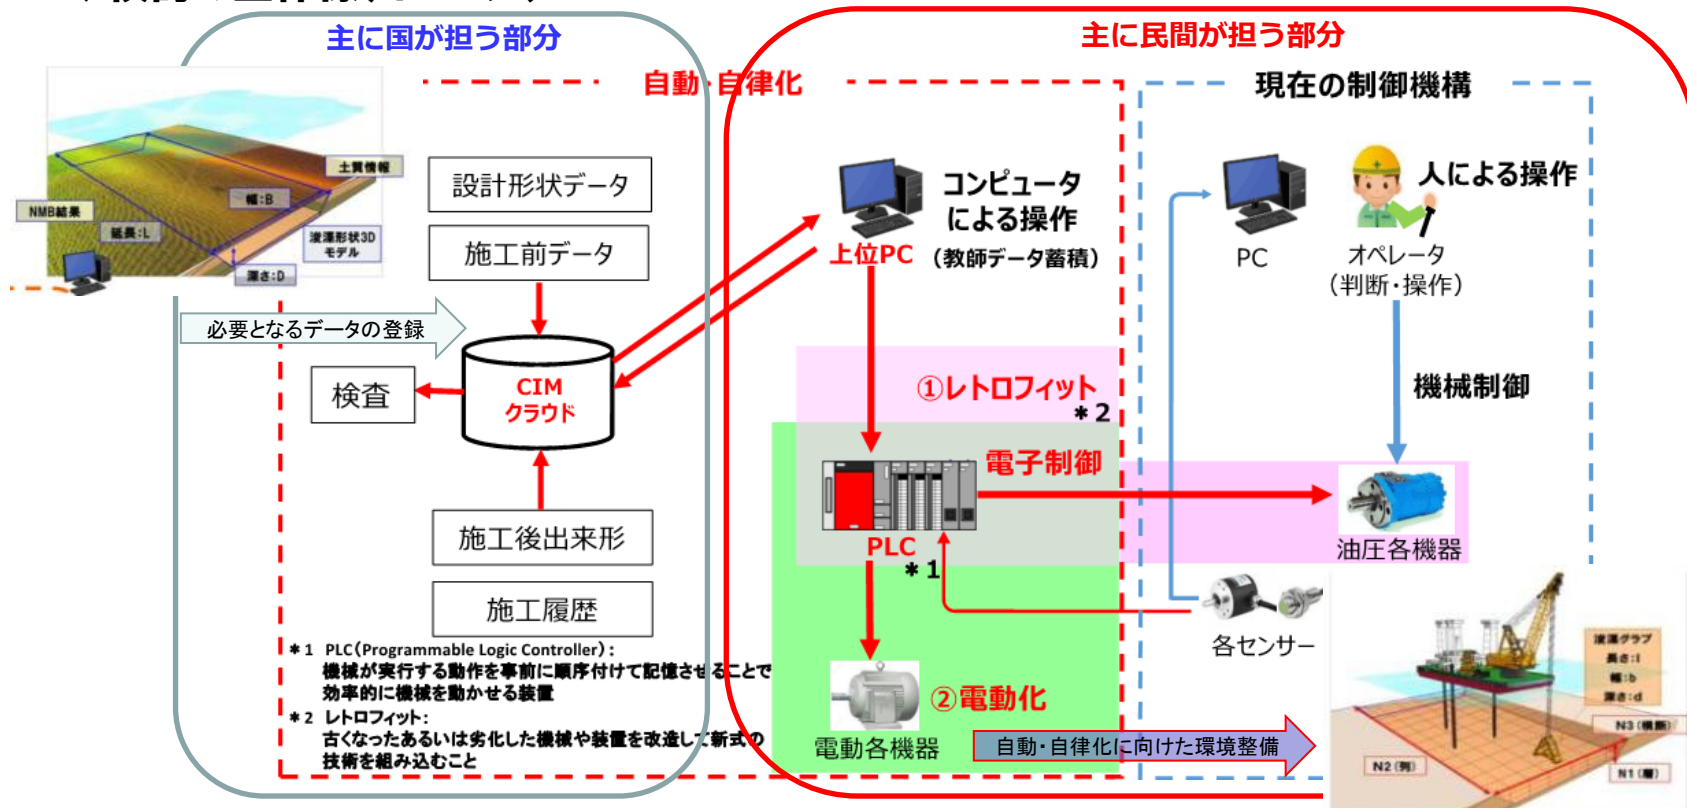 主に国が担う部分
主に民間が担う部分
自動・自律化
現在の制御機構
土質情報
幅:B
NMB結果
延長:L
浚渫形状3D
モデル
深さ:D
設計形状データ
施工前データ
必要となるデータの登録
CIM
クラウド
検査
施工後出来形
施工履歴
コンピュータ
による操作
上位PC
(教師データ蓄積)
PC
人による操作
オペレータ
(判断・操作)
①レトロフィット
*2
機械制御
電子制御
PLC
*1
油圧各機器
各センサー
②電動化
電動各機器
自動・自律化に向けた環境整備
浚渫グラブ
長さ:l
幅:b
深さ:d
N3(横断)
N2(列)
N1(層)
*1 PLC(Programmable Logic Controller):
機械が実行する動作を事前に順序付けて記憶させることで
効率的に機械を動かせる装置
*2 レトロフィット:
古くなったあるいは劣化した機械や装置を改造して新式の
技術を組み込むこと